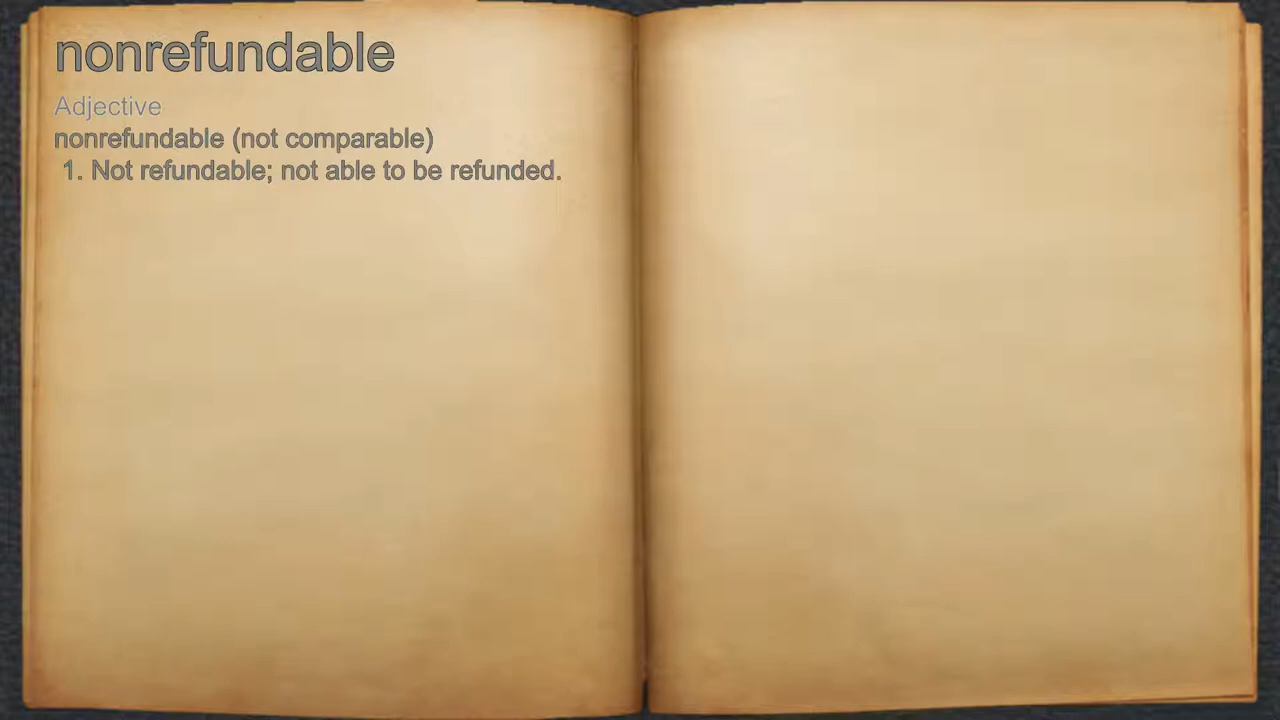 nonrefundable
Adjective
nonrefundable (not comparable)
1. Not refundable; not able to be refunded.